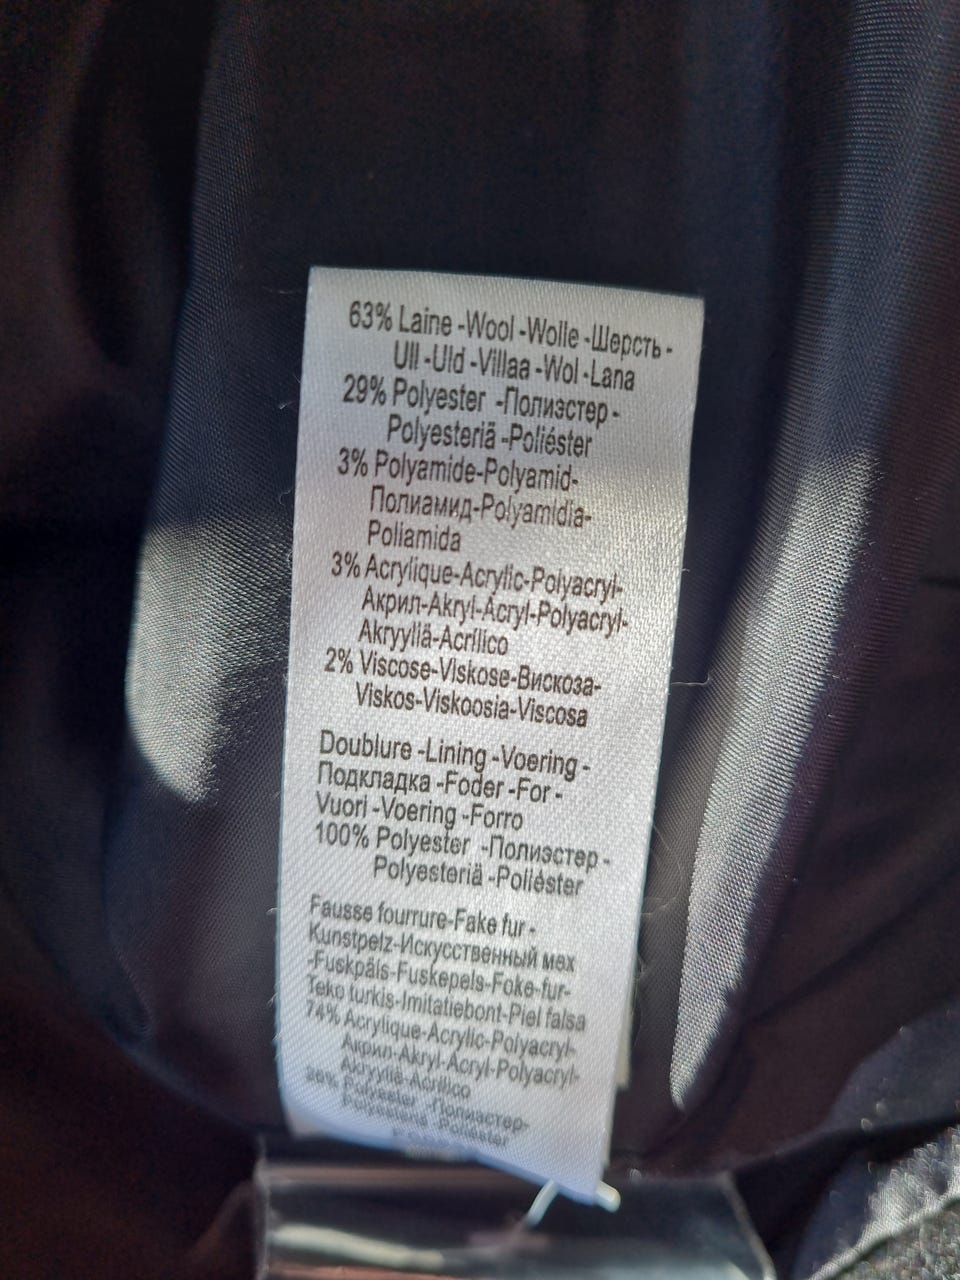 63% Laine -Wool -Wolle -Шерсть -
Ull -Uld -Villaa -Wol -Lana
29% Polyester -Полиэстер -
Polyesteriä -Poliéster
3% Polyamide-Polyamid-
Полиамид-Polyamidia-
Poliamida
3% Acrylique-Acrylic-Polyacryl-
Акрил-Akryl-Acryl-Polyacryl-
Akryyliä-Acrílico
2% Viscose-Viskose-Вискоза-
Viskos-Viskoosia-Viscosa
Doublure -Lining -Voering -
Подкладка -Foder -For -
Vuori -Voering -Forro
100% Polyester -Полиэстер -
Polyesteriä -Poliéster
Fausse fourrure-Fake fur -
Kunstpelz-Искусственный мех
-Fuskpäls-Fuskepels-Foke-fur-
Teko turkis-Imitatiebont-Piel falsa
74% Acrylique-Acrylic-Polyacryl-
Акрил-Akryl-Acryl-Polyacryl-
Akryyliä-Acrílico
26% Polyester -Полиэстер-
Polyesteriä -Poliéster